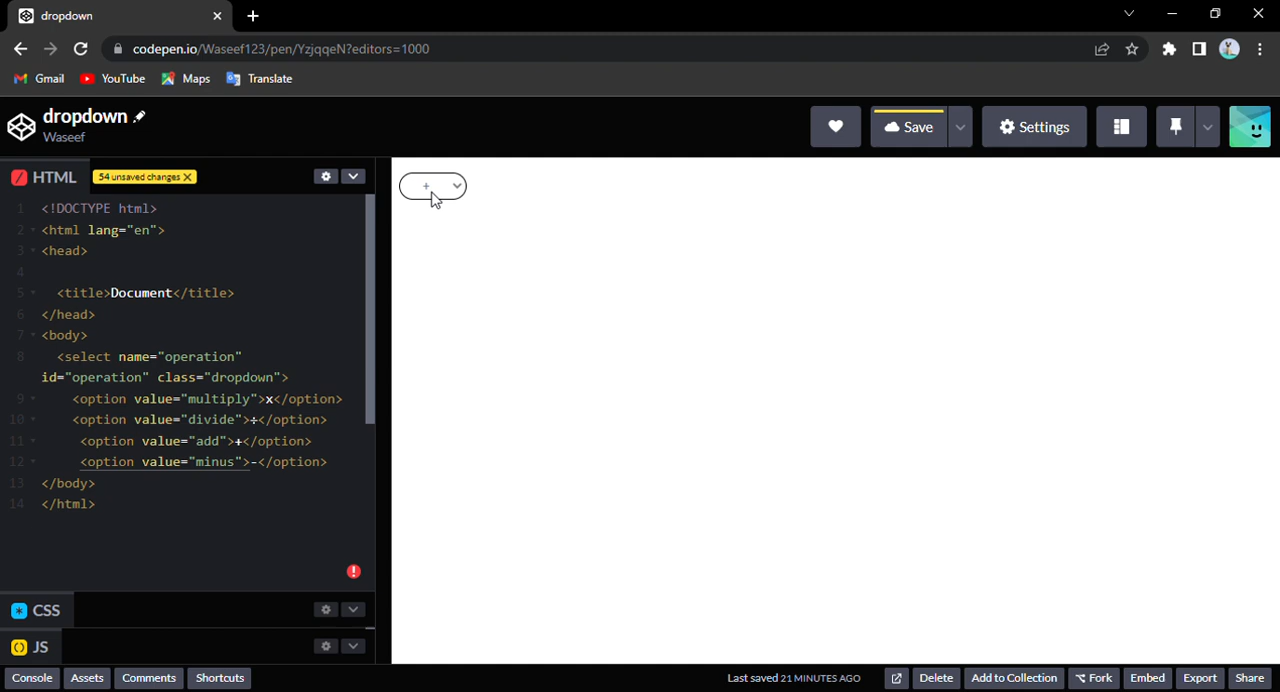 dropdown
codepen.io/Waseef123/pen/YzjqqeN?editors=1000
Gmail YouTube Maps Translate
dropdown
Waseef
Save Settings
HTML 54 unsaved changes
1 <!DOCTYPE html>
2 <html lang="en">
3 <head>
4
5 <title>Document</title>
6 </head>
7 <body>
8 <select name="operation"
id="operation" class="dropdown">
9 <option value="multiply">x</option>
10 <option value="divide">÷</option>
11 <option value="add">+</option>
12 <option value="minus">-</option>
13 </body>
14 </html>
+
CSS
JS
Console Assets Comments Shortcuts Last saved 21 MINUTES AGO Delete Add to Collection Fork Embed Export Share